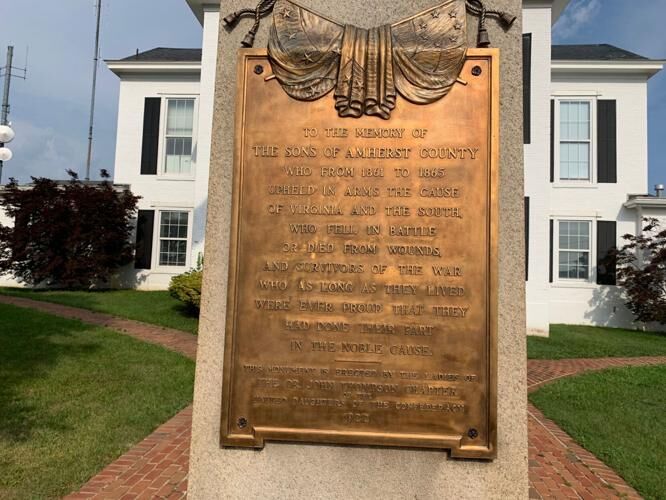 TO THE MEMORY OF
THE SONS OF AMHERST COUNTY
WHO FROM 1861 TO 1865
UPHELD IN ARMS THE CAUSE
OF VIRGINIA AND THE SOUTH,
WHO FELL IN BATTLE
OR DIED FROM WOUNDS,
AND SURVIVORS OF THE WAR
WHO AS LONG AS THEY LIVED
WERE EVER PROUD THAT THEY
HAD DONE THEIR PART
IN THE NOBLE CAUSE.
THIS MONUMENT IS ERECTED BY THE LADIES OF
THE DR. JOHN THOMPSON CHAPTER
OF THE
UNITED DAUGHTERS OF THE CONFEDERACY
1922